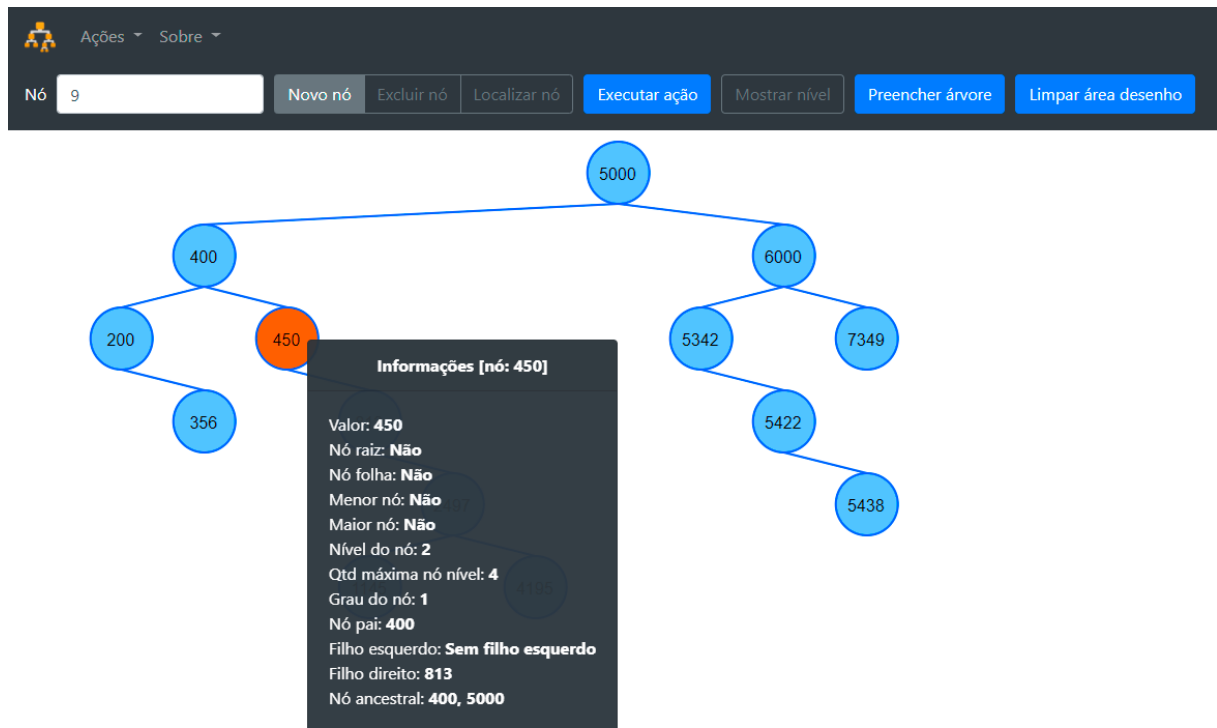 Ações Sobre
Nó 9 Novo nó Excluir nó Localizar nó Executar ação Mostrar nível Preencher árvore Limpar área desenho
5000
400 6000
200 450 5342 7349
Informações [nó: 450]
356 5422
Valor: 450
Nó raiz: Não
Nó folha: Não
Menor nó: Não
5438
Maior nó: Não
Nível do nó: 2
Qtd máxima nó nível: 4
4195
Grau do nó: 1
Nó pai: 400
Filho esquerdo: Sem filho esquerdo
Filho direito: 813
Nó ancestral: 400, 5000